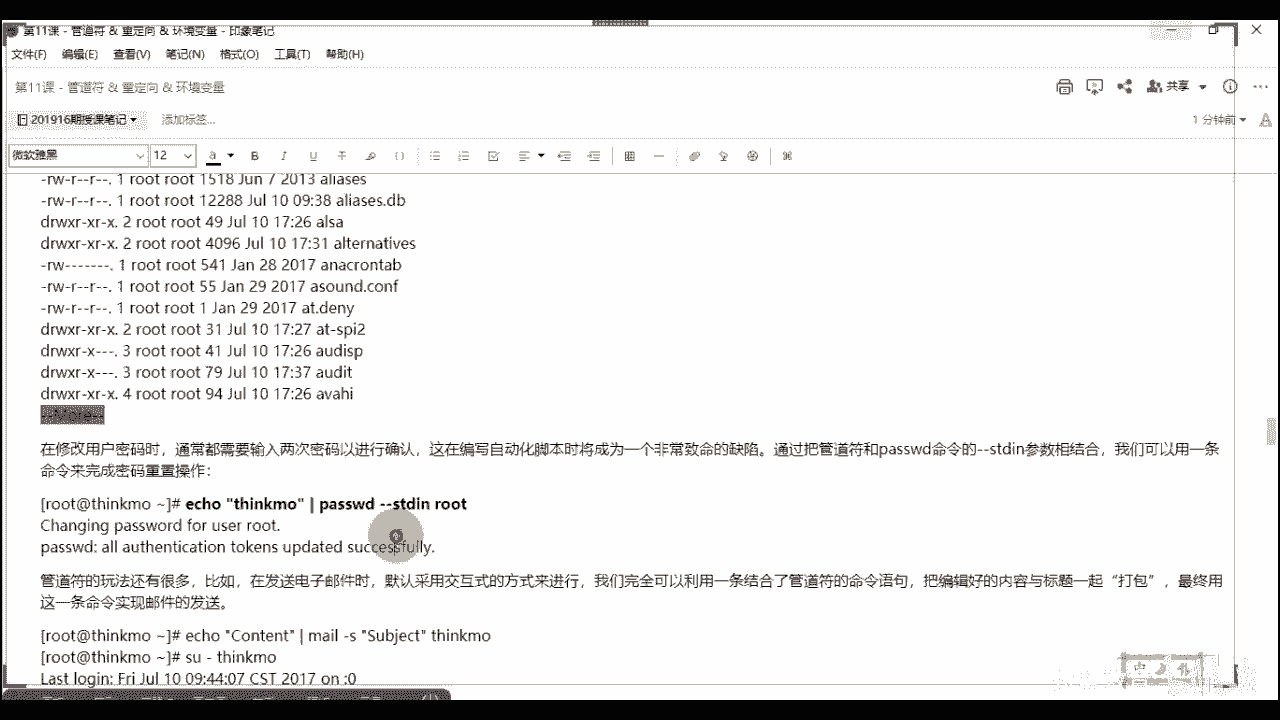 第11课 - 管道符 & 重定向 & 环境变量 - 印象笔记
文件(F) 编辑(E) 查看(V) 笔记(N) 格式(O) 工具(T) 帮助(H)
第11课 - 管道符 & 重定向 & 环境变量
共享
201916期授课笔记
添加标签...
1 分钟前
微软雅黑 12 a B I U T
-rw-r--r--. 1 root root 1518 Jun 7 2013 aliases
-rw-r--r--. 1 root root 12288 Jul 10 09:38 aliases.db
drwxr-xr-x. 2 root root 49 Jul 10 17:26 alsa
drwxr-xr-x. 2 root root 4096 Jul 10 17:31 alternatives
-rw-------. 1 root root 541 Jan 28 2017 anacrontab
-rw-r--r--. 1 root root 55 Jan 29 2017 asound.conf
-rw-r--r--. 1 root root 1 Jan 29 2017 at.deny
drwxr-xr-x. 2 root root 31 Jul 10 17:27 at-spi2
drwxr-x---. 3 root root 41 Jul 10 17:26 audisp
drwxr-x---. 3 root root 79 Jul 10 17:37 audit
drwxr-xr-x. 4 root root 94 Jul 10 17:26 avahi
--More--
在修改用户密码时，通常都需要输入两次密码以进行确认，这在编写自动化脚本时将成为一个非常致命的缺陷。通过把管道符和passwd命令的--stdin参数相结合，我们可以用一条
命令来完成密码重置操作：
[root@thinkmo ~]# echo "thinkmo" | passwd --stdin root
Changing password for user root.
passwd: all authentication tokens updated successfully.
管道符的玩法还有很多，比如，在发送电子邮件时，默认采用交互式的方式来进行，我们完全可以利用一条结合了管道符的命令语句，把编辑好的内容与标题一起“打包”，最终用
这一条命令实现邮件的发送。
[root@thinkmo ~]# echo "Content" | mail -s "Subject" thinkmo
[root@thinkmo ~]# su - thinkmo
Last login: Fri Jul 10 09:44:07 CST 2017 on :0